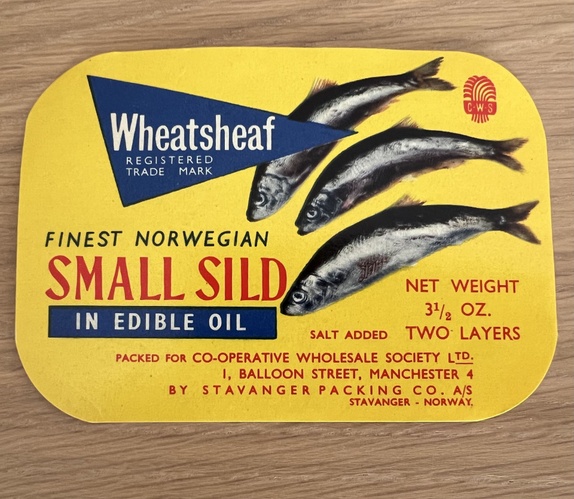 Wheatsheaf
REGISTERED
TRADE MARK
C·W·S
FINEST NORWEGIAN
SMALL SILD
IN EDIBLE OIL
NET WEIGHT
3½ OZ.
SALT ADDED TWO LAYERS
PACKED FOR CO-OPERATIVE WHOLESALE SOCIETY LTD:
1, BALLOON STREET, MANCHESTER 4
BY STAVANGER PACKING CO. A/S
STAVANGER - NORWAY.